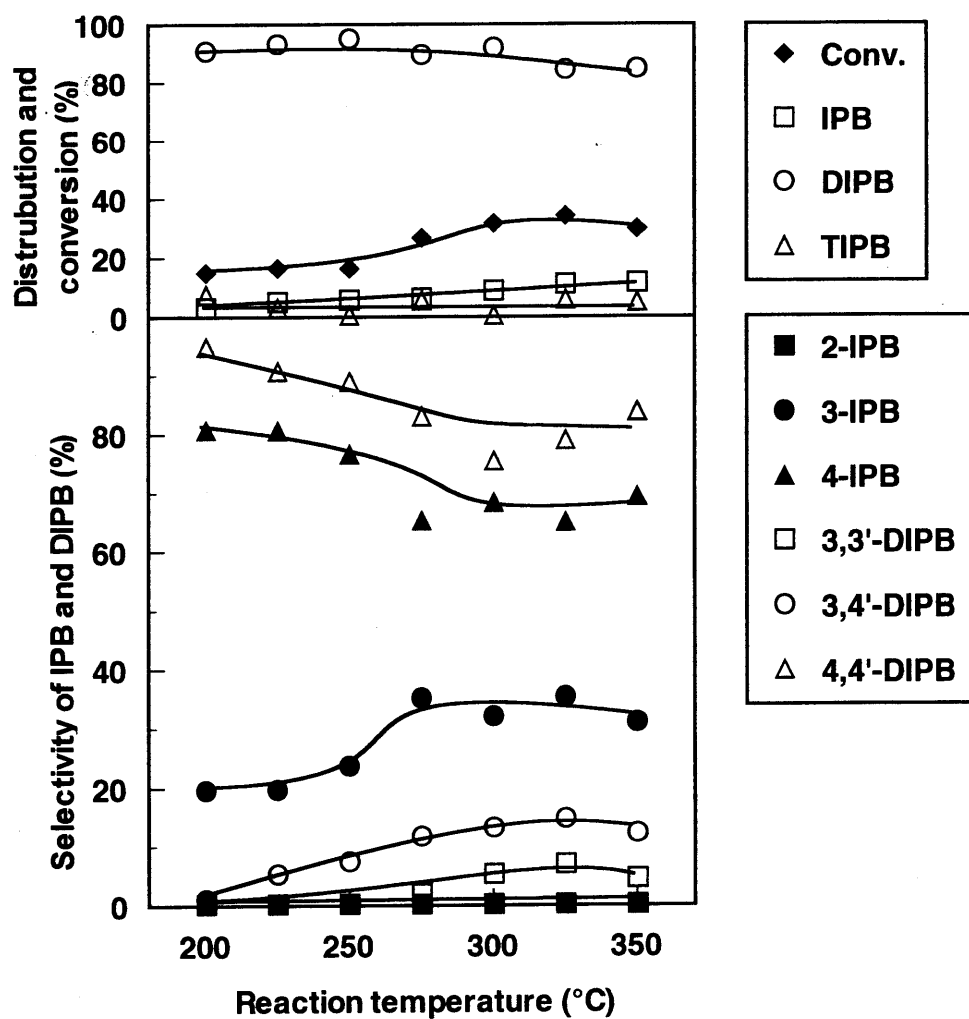 Distrubution and
conversion (%)
100
80
60
40
20
0
Conv.
IPB
DIPB
TIPB
Selectivity of IPB and DIPB (%)
80
60
40
20
0
2-IPB
3-IPB
4-IPB
3,3'-DIPB
3,4'-DIPB
4,4'-DIPB
200
250
300
350
Reaction temperature (°C)